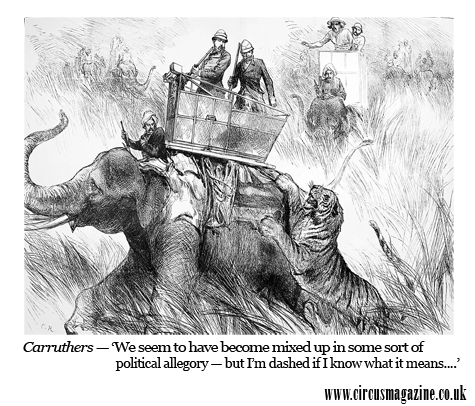 Carruthers — ‘We seem to have become mixed up in some sort of
political allegory — but I’m dashed if I know what it means....’
www.circusmagazine.co.uk